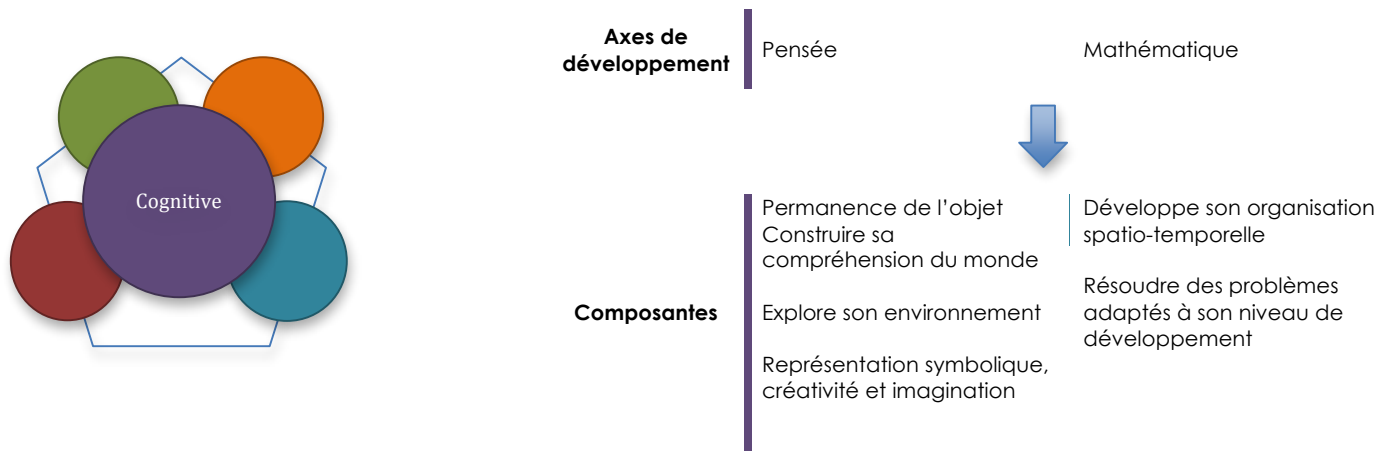 Cognitive
Axes de
développement
Pensée
Mathématique
Composantes
Permanence de l’objet
Construire sa
compréhension du monde
Explore son environnement
Représentation symbolique,
créativité et imagination
Développe son organisation
spatio-temporelle
Résoudre des problèmes
adaptés à son niveau de
développement